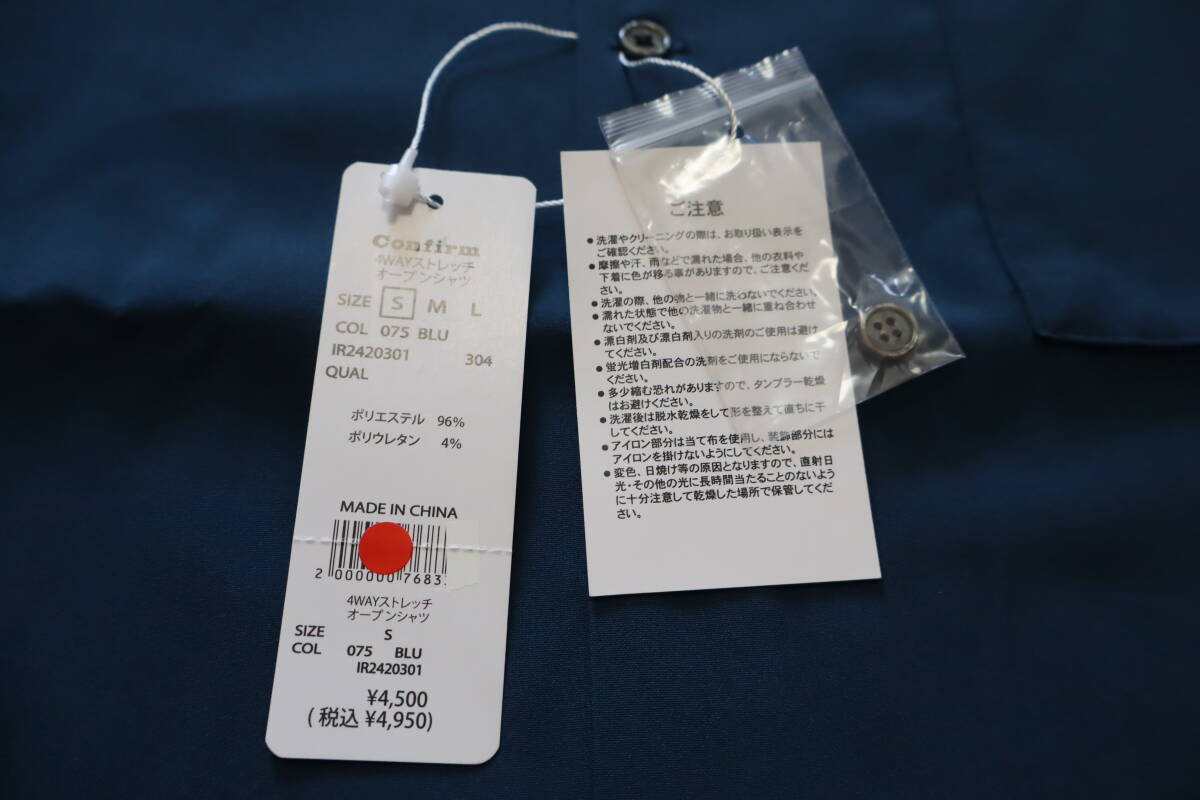 Confirm
4WAYストレッチ
オープンシャツ
SIZE S M L
COL 075 BLU
IR2420301 304
QUAL
ポリエステル 96%
ポリウレタン 4%
MADE IN CHINA
2 000000 7683
4WAYストレッチ
オープンシャツ
SIZE S
COL 075 BLU
IR2420301
¥4,500
(税込 ¥4,950)
ご注意
●洗濯やクリーニングの際は、お取り扱い表示を
ご確認ください。
●摩擦や汗、雨などで濡れた場合、他の衣料や
下着に色が移る事がありますので、ご注意くだ
さい。
●洗濯の際、他の物と一緒に洗わないでください。
●濡れた状態で他の洗濯物と一緒に重ね合わせ
ないでください。
●漂白剤及び漂白剤入りの洗剤のご使用は避け
てください。
●蛍光増白剤配合の洗剤をご使用にならないで
ください。
●多少縮む恐れがありますので、タンブラー乾燥
はお避けください。
●洗濯後は脱水乾燥をして形を整えて直ちに干
してください。
●アイロン部分は当て布を使用し、装飾部分には
アイロンを掛けないようにしてください。
●変色、日焼け等の原因となりますので、直射日
光・その他の光に長時間当たることのないよう
に十分注意して乾燥した場所で保管してくだ
さい。